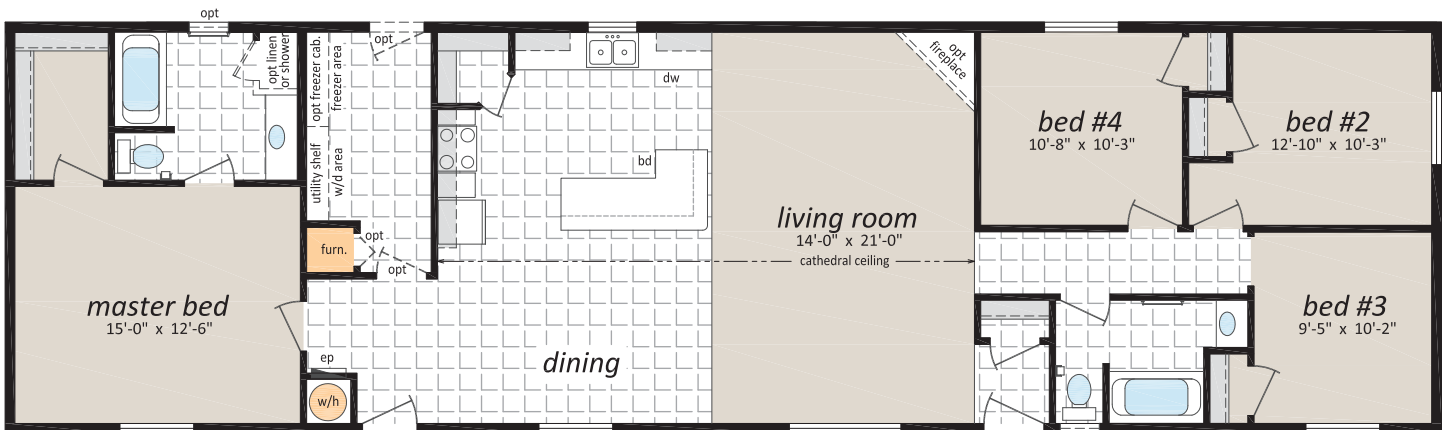 opt
opt linen
or shower
opt freezer cab.
freezer area
utility shelf
w/d area
opt
dw
bd
opt
fireplace
bed #4
10'-8" x 10'-3"
bed #2
12'-10" x 10'-3"
living room
14'-0" x 21'-0"
cathedral ceiling
furn.
opt
opt
master bed
15'-0" x 12'-6"
bed #3
9'-5" x 10'-2"
ep
dining
w/h